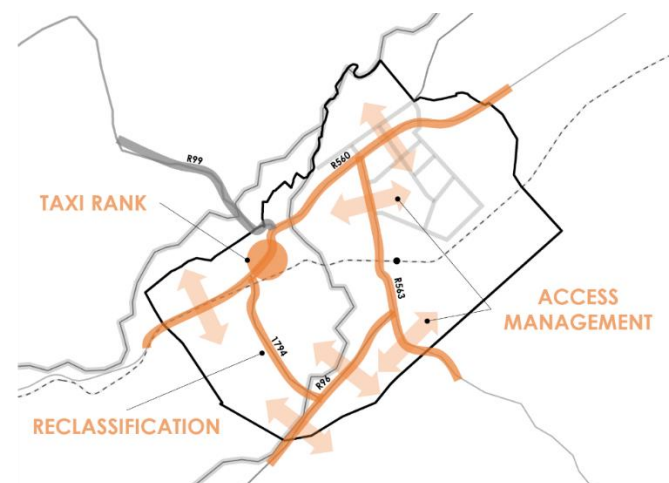 R99
R560
TAXI RANK
R563
ACCESS
MANAGEMENT
1794
R96
RECLASSIFICATION